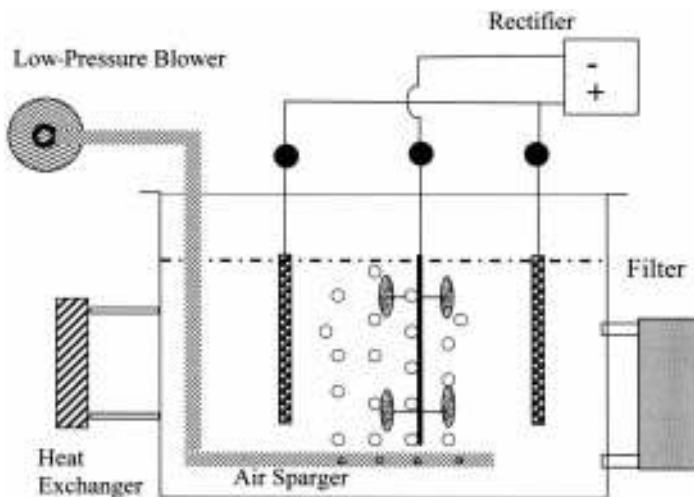 Rectifier
Low-Pressure Blower
-
+
Filter
Heat
Exchanger
Air Sparger